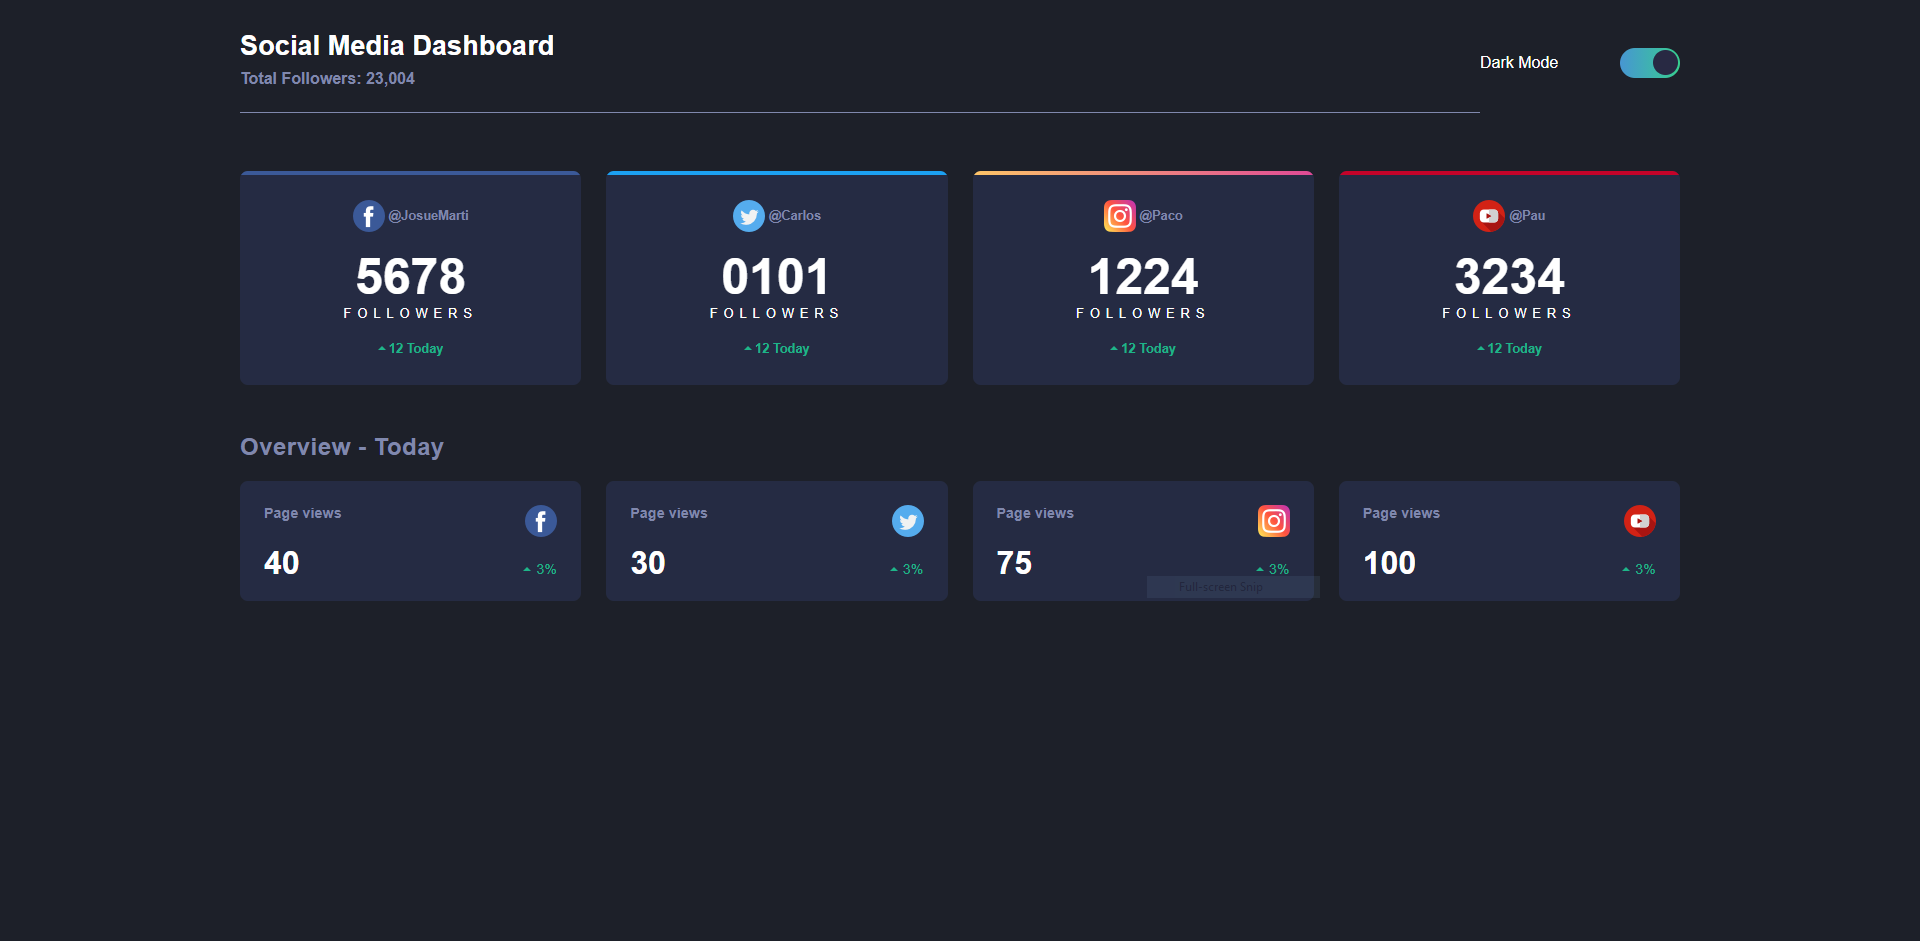 Social Media Dashboard
Total Followers: 23,004
Dark Mode
@JosueMarti
5678
FOLLOWERS
12 Today
@Carlos
0101
FOLLOWERS
12 Today
@Paco
1224
FOLLOWERS
12 Today
@Pau
3234
FOLLOWERS
12 Today
Overview - Today
Page views
40
3%
Page views
30
3%
Page views
75
3%
Full-screen Snip
Page views
100
3%